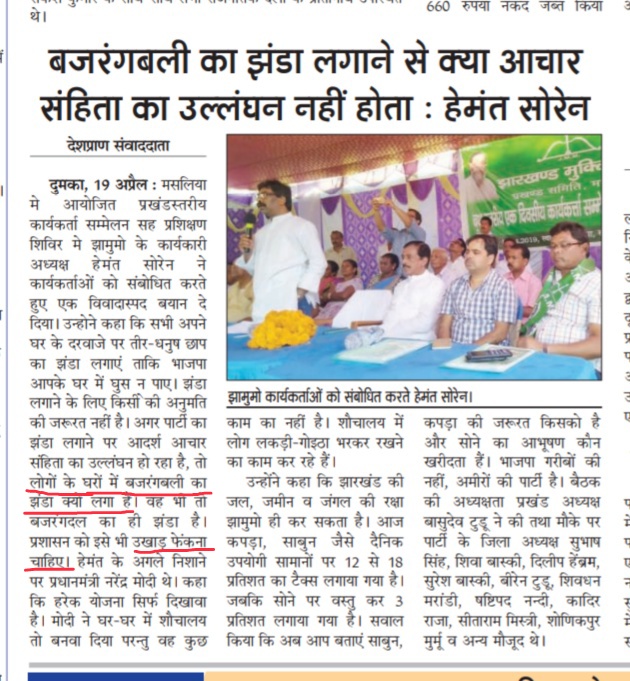 थे।
660 रुपया नकद जब्त किया
बजरंगबली का झंडा लगाने से क्या आचार
संहिता का उल्लंघन नहीं होता : हेमंत सोरेन
देशप्राण संवाददाता
दुमका, 19 अप्रैल : मसलिया
मे आयोजित प्रखंडस्तरीय
कार्यकर्ता सम्मेलन सह प्रशिक्षण
शिविर मे झामुमो के कार्यकारी
अध्यक्ष हेमंत सोरेन ने
कार्यकर्ताओं को संबोधित करते
हुए एक विवादास्पद बयान दे
दिया। उन्होने कहा कि सभी अपने
घर के दरवाजे पर तीर-धनुष छाप
का झंडा लगाएं ताकि भाजपा
आपके घर में घुस न पाए। झंडा
लगाने के लिए किसी की अनुमति
की जरूरत नहीं है। अगर पार्टी का
झंडा लगाने पर आदर्श आचार
संहिता का उल्लंघन हो रहा है, तो
लोगों के घरों में बजरंगबली का
झंडा क्यों लगा है। वह भी तो
बजरंगदल का ही झंडा है।
प्रशासन को इसे भी उखाड़ फेंकना
चाहिए। हेमंत के अगले निशाने
पर प्रधानमंत्री नरेंद्र मोदी थे। कहा
कि हरेक योजना सिर्फ दिखावा
है। मोदी ने घर-घर में शौचालय
तो बनवा दिया परन्तु वह कुछ
झारखण्ड मुक्ति
प्रखण्ड समिति, म
एक दिवसीय कार्यकर्ता सम्म
झामुमो कार्यकर्ताओं को संबोधित करते हेमंत सोरेन।
काम का नहीं है। शौचालय में
लोग लकड़ी-गोइठा भरकर रखने
का काम कर रहे हैं।
उन्होंने कहा कि झारखंड की
जल, जमीन व जंगल की रक्षा
झामुमो ही कर सकता है। आज
कपड़ा, साबुन जैसे दैनिक
उपयोगी सामानों पर 12 से 18
प्रतिशत का टैक्स लगाया गया है।
जबकि सोने पर वस्तु कर 3
प्रतिशत लगाया गया है। सवाल
किया कि अब आप बताएं साबुन,
कपड़ा की जरूरत किसको है
और सोने का आभूषण कौन
खरीदता हैं। भाजपा गरीबों की
नहीं, अमीरों की पार्टी है। बैठक
की अध्यक्षता प्रखंड अध्यक्ष
बासुदेव टुडू ने की तथा मौके पर
पार्टी के जिला अध्यक्ष सुभाष
सिंह, शिवा बास्की, दिलीप हेंब्रम,
सुरेश बास्की, बीरेन टुडू, शिवधन
मरांडी, षष्टिपद नन्दी, कादिर
राजा, सीताराम मिस्त्री, शोणिकपुर
मुर्मू व अन्य मौजूद थे।